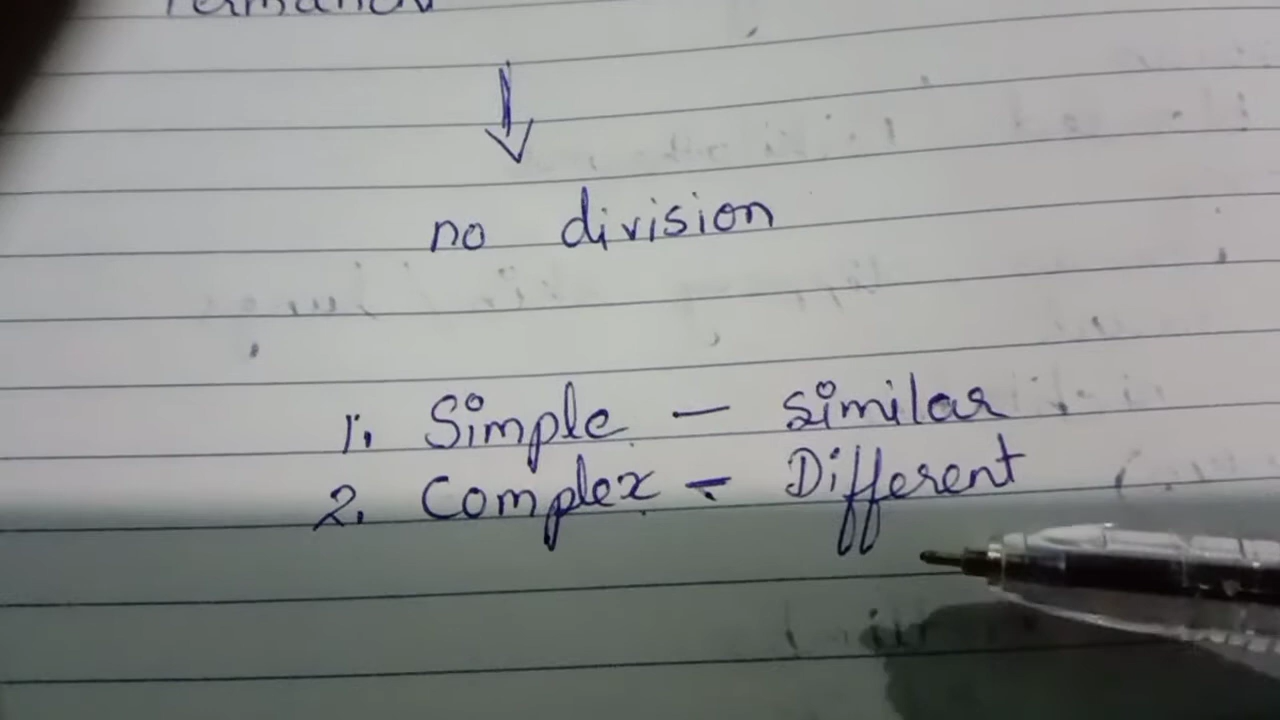 no division
1. Simple – similar
2. Complex – Different